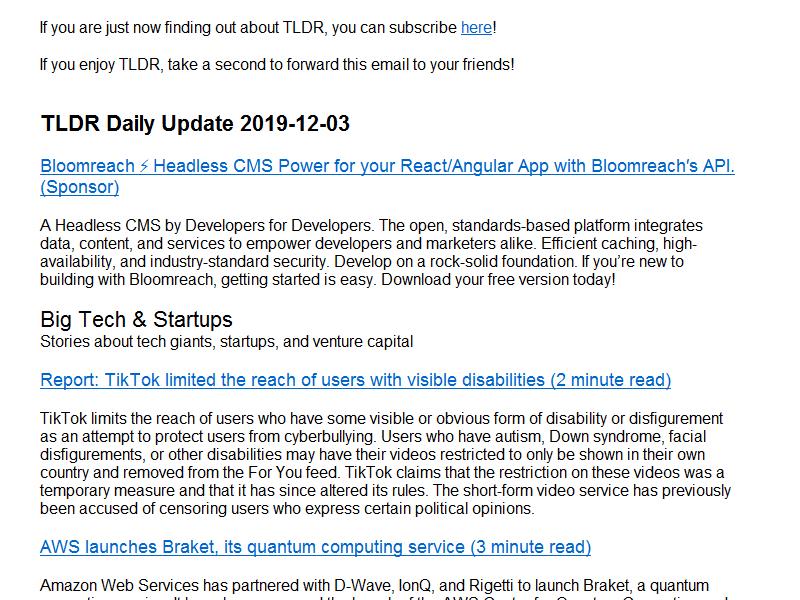 If you are just now finding out about TLDR, you can subscribe here!
If you enjoy TLDR, take a second to forward this email to your friends!
TLDR Daily Update 2019-12-03
Bloomreach ⚡ Headless CMS Power for your React/Angular App with Bloomreach's API.
(Sponsor)
A Headless CMS by Developers for Developers. The open, standards-based platform integrates
data, content, and services to empower developers and marketers alike. Efficient caching, high-
availability, and industry-standard security. Develop on a rock-solid foundation. If you’re new to
building with Bloomreach, getting started is easy. Download your free version today!
Big Tech & Startups
Stories about tech giants, startups, and venture capital
Report: TikTok limited the reach of users with visible disabilities (2 minute read)
TikTok limits the reach of users who have some visible or obvious form of disability or disfigurement
as an attempt to protect users from cyberbullying. Users who have autism, Down syndrome, facial
disfigurements, or other disabilities may have their videos restricted to only be shown in their own
country and removed from the For You feed. TikTok claims that the restriction on these videos was a
temporary measure and that it has since altered its rules. The short-form video service has previously
been accused of censoring users who express certain political opinions.
AWS launches Braket, its quantum computing service (3 minute read)
Amazon Web Services has partnered with D-Wave, IonQ, and Rigetti to launch Braket, a quantum